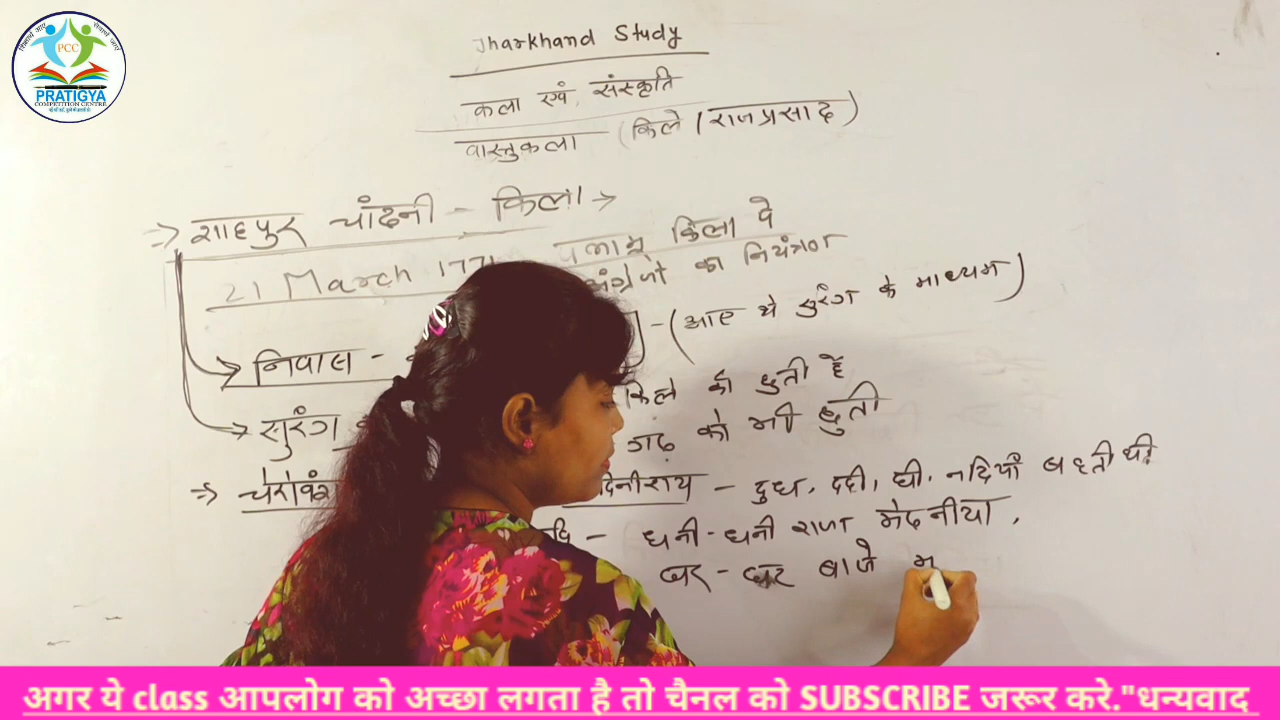 PCC
PRATIGYA
COMPETITION CENTRE
Jharkhand Study
कला एवं संस्कृति
वास्तुकला (किले / राजप्रसाद)
⇒ शाहपुर चांदनी - किला →
21 March 1771 पलामू किला पे
अंग्रेजों का नियंत्रण
→ निवास - - (आए थे सुरंग के माध्यम)
किले को छुती है
→ सुरंग
गढ़ को भी छुती
⇒ चेरोवंश दिनीराय - दुध, दही, घी, नदियाँ बहती थी
- धनी-धनी राजा मेदनीया,
घर - घर बाजे म
अगर ये class आपलोग को अच्छा लगता है तो चैनल को SUBSCRIBE जरूर करे."धन्यवाद